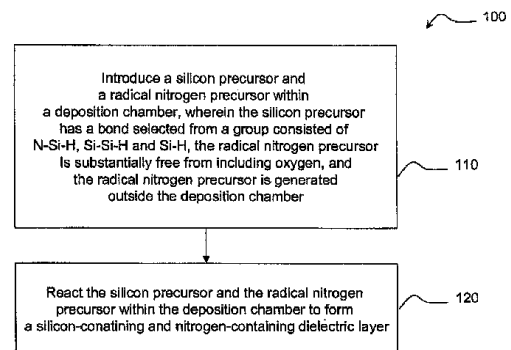 100
Introduce a silicon precursor and
a radical nitrogen precursor within
a deposition chamber, wherein the silicon precursor
has a bond selected from a group consisted of
N-Si-H, Si-Si-H and Si-H, the radical nitrogen precursor
Is substantially free from including oxygen, and
the radical nitrogen precursor is generated
outside the deposition chamber
110
React the silicon precursor and the radical nitrogen
precursor within the deposition chamber to form
a silicon-conatining and nitrogen-containing dielectric layer
120